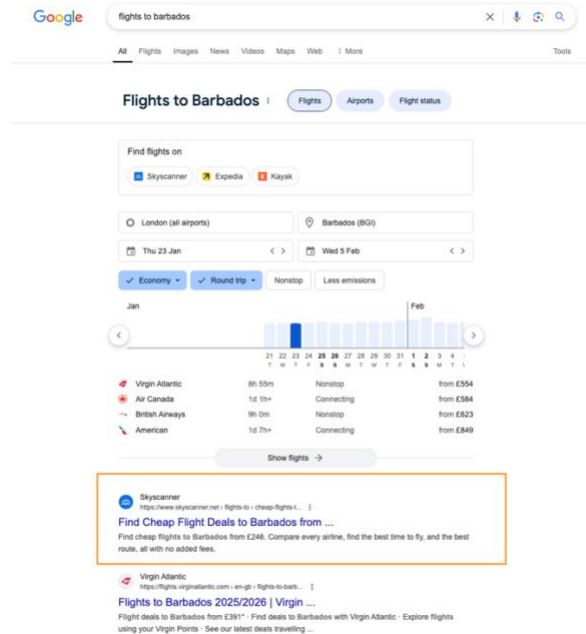 Google
flights to barbados
All Flights Images News Videos Maps Web More Tools
Flights to Barbados
Flights Airports Flight status
Find flights on
Skyscanner Expedia Kayak
London (all airports) Barbados (BGI)
Thu 23 Jan Wed 5 Feb
Economy Round trip Nonstop Less emissions
Jan Feb
21 22 23 24 25 26 27 28 29 30 31 1 2 3 4
T W T F S S M T W T F S S M T
Virgin Atlantic 8h 55m Nonstop from £554
Air Canada 1d 1h+ Connecting from £584
British Airways 9h 0m Nonstop from £623
American 1d 7h+ Connecting from £849
Show flights →
Skyscanner
https://www.skyscanner.net › flights-to › cheap-flights-t...
Find Cheap Flight Deals to Barbados from ...
Find cheap flights to Barbados from £246. Compare every airline, find the best time to fly, and the best
route, all with no added fees.
Virgin Atlantic
https://flights.virginatlantic.com › en-gb › flights-to-barb...
Flights to Barbados 2025/2026 | Virgin ...
Flight deals to Barbados from £391* · Find deals to Barbados with Virgin Atlantic · Explore flights
using your Virgin Points · See our latest deals travelling ...